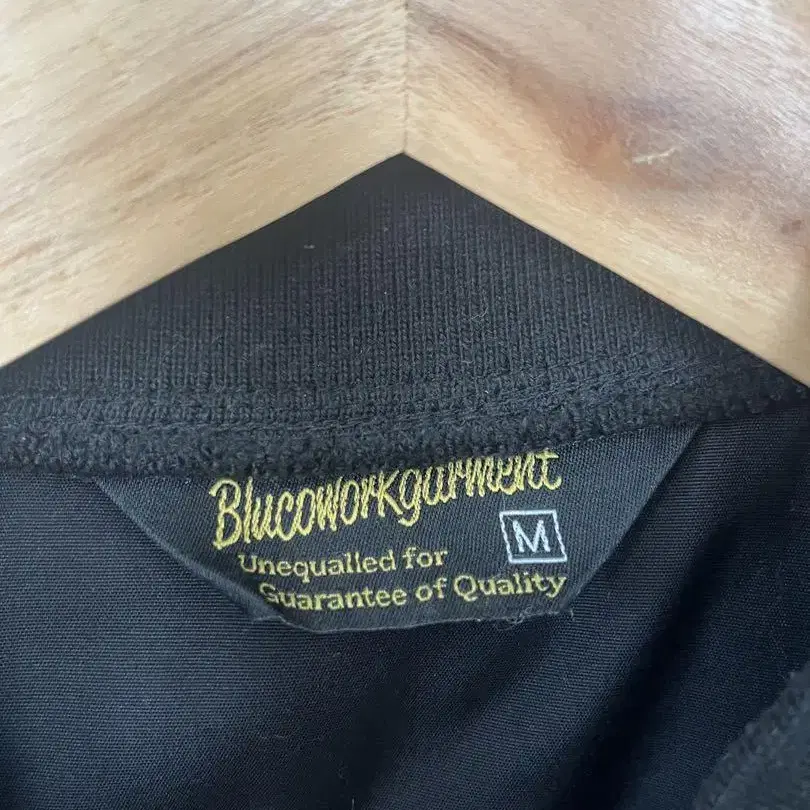 Blucoworkgarment
M
Unequalled for
Guarantee of Quality